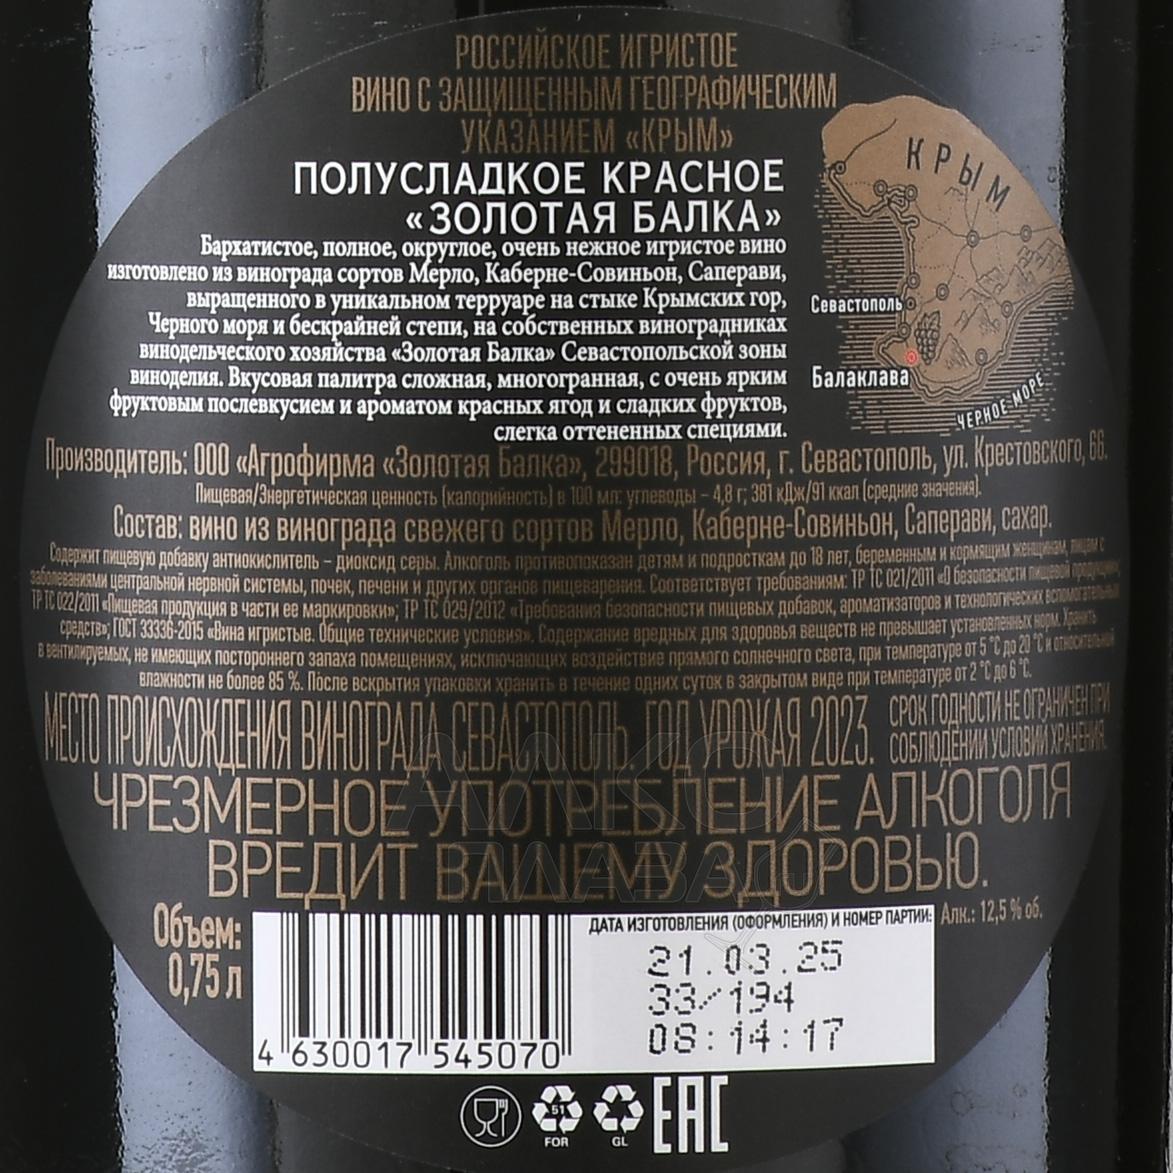 РОССИЙСКОЕ ИГРИСТОЕ
ВИНО С ЗАЩИЩЕННЫМ ГЕОГРАФИЧЕСКИМ
УКАЗАНИЕМ «КРЫМ»
ПОЛУСЛАДКОЕ КРАСНОЕ
«ЗОЛОТАЯ БАЛКА»
Бархатистое, полное, округлое, очень нежное игристое вино
изготовлено из винограда сортов Мерло, Каберне-Совиньон, Саперави,
выращенного в уникальном терруаре на стыке Крымских гор,
Черного моря и бескрайней степи, на собственных виноградниках
винодельческого хозяйства «Золотая Балка» Севастопольской зоны
виноделия. Вкусовая палитра сложная, многогранная, с очень ярким
фруктовым послевкусием и ароматом красных ягод и сладких фруктов,
слегка оттененных специями.
КРЫМ
Севастополь
Балаклава
ЧЕРНОЕ МОРЕ
Производитель: ООО «Агрофирма «Золотая Балка», 299018, Россия, г. Севастополь, ул. Крестовского, 66.
Пищевая/Энергетическая ценность (калорийность) в 100 мл: углеводы – 4,8 г; 381 кДж/91 ккал (средние значения).
Состав: вино из винограда свежего сортов Мерло, Каберне-Совиньон, Саперави, сахар.
Содержит пищевую добавку антиокислитель – диоксид серы. Алкоголь противопоказан детям и подросткам до 18 лет, беременным и кормящим женщинам, лицам с
заболеваниями центральной нервной системы, почек, печени и других органов пищеварения. Соответствует требованиям: ТР ТС 021/2011 «О безопасности пищевой продукции»;
ТР ТС 022/2011 «Пищевая продукция в части ее маркировки»; ТР ТС 029/2012 «Требования безопасности пищевых добавок, ароматизаторов и технологических вспомогательных
средств»; ГОСТ 33336-2015 «Вина игристые. Общие технические условия». Содержание вредных для здоровья веществ не превышает установленных норм. Хранить
в вентилируемых, не имеющих постороннего запаха помещениях, исключающих воздействие прямого солнечного света, при температуре от 5 °С до 20 °С и относительной
влажности не более 85 %. После вскрытия упаковки хранить в течение одних суток в закрытом виде при температуре от 2 °С до 6 °С.
МЕСТО ПРОИСХОЖДЕНИЯ ВИНОГРАДА СЕВАСТОПОЛЬ. ГОД УРОЖАЯ 2023.
СРОК ГОДНОСТИ НЕ ОГРАНИЧЕН ПРИ
СОБЛЮДЕНИИ УСЛОВИЙ ХРАНЕНИЯ.
ЧРЕЗМЕРНОЕ УПОТРЕБЛЕНИЕ АЛКОГОЛЯ
ВРЕДИТ ВАШЕМУ ЗДОРОВЬЮ.
АЛКО
ПЛАЗА
Объем:
0,75 л
ДАТА ИЗГОТОВЛЕНИЯ (ОФОРМЛЕНИЯ) И НОМЕР ПАРТИИ:
Алк.: 12,5 % об.
21.03.25
33/194
08:14:17
4 630017 545070
51
FOR
GL
EAC